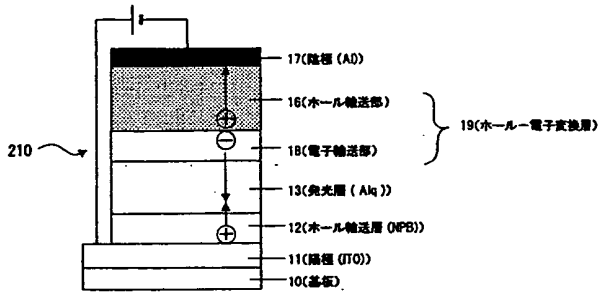 17(陰極(Al))
16(ホール輸送部)
19(ホールー電子変換層)
210
18(電子輸送部)
13(発光層(Alq))
12(ホール輸送層(NPB))
11(陽極(ITO))
10(基板)